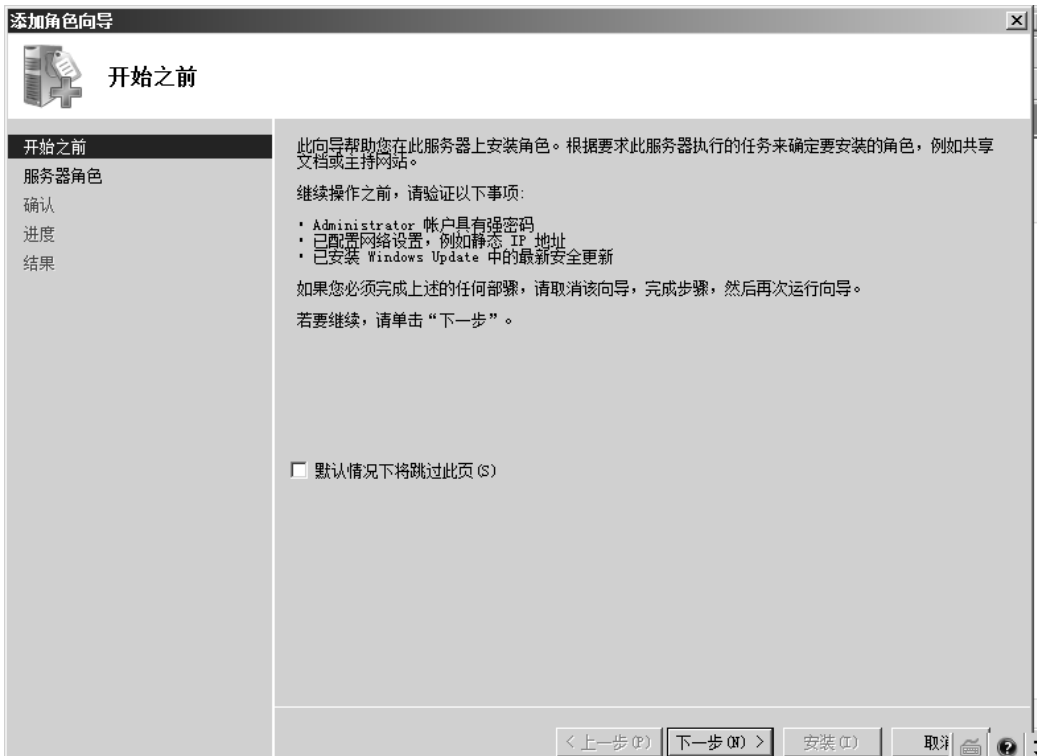 添加角色向导
开始之前
开始之前
服务器角色
确认
进度
结果
此向导帮助您在此服务器上安装角色。根据要求此服务器执行的任务来确定要安装的角色，例如共享
文档或主持网站。
继续操作之前，请验证以下事项:
· Administrator 帐户具有强密码
· 已配置网络设置，例如静态 IP 地址
· 已安装 Windows Update 中的最新安全更新
如果您必须完成上述的任何部骤，请取消该向导，完成步骤，然后再次运行向导。
若要继续，请单击“下一步”。
默认情况下将跳过此页(S)
< 上一步(P)
下一步(N) >
安装(I)
取消